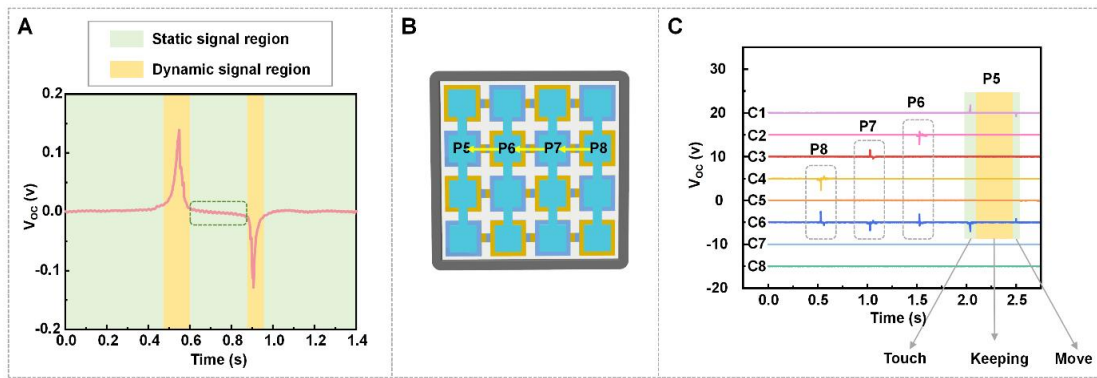 A
Static signal region
Dynamic signal region
0.2
0.1
0.0
-0.1
-0.2
V_OC (v)
0.0 0.2 0.4 0.6 0.8 1.0 1.2 1.4
Time (s)
B
P5 P6 P7 P8
C
30
20
10
0
-10
-20
V_OC (v)
C1
C2
C3
C4
C5
C6
C7
C8
P8
P7
P6
P5
0.0 0.5 1.0 1.5 2.0 2.5
Time (s)
Touch Keeping Move